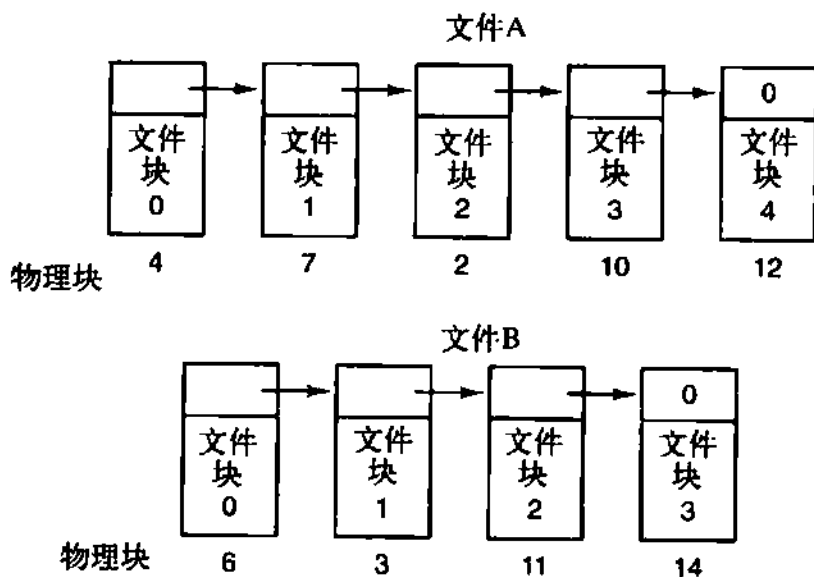 文件A
0
文件 文件 文件 文件 文件
块 块 块 块 块
0 1 2 3 4
物理块 4 7 2 10 12
文件B
0
文件 文件 文件 文件
块 块 块 块
0 1 2 3
物理块 6 3 11 14